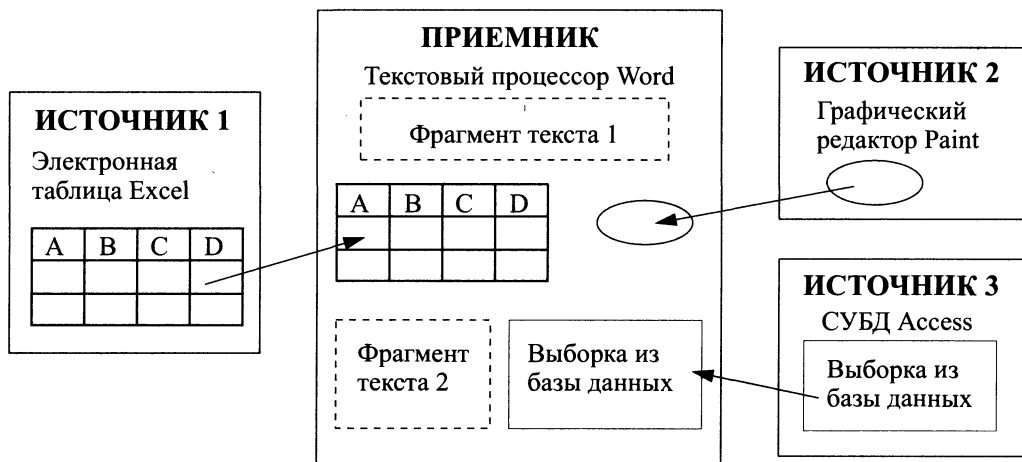 ИСТОЧНИК 1
Электронная
таблица Excel
A B C D
ПРИЕМНИК
Текстовый процессор Word
Фрагмент текста 1
A B C D
Фрагмент
текста 2
Выборка из
базы данных
ИСТОЧНИК 2
Графический
редактор Paint
ИСТОЧНИК 3
СУБД Access
Выборка из
базы данных